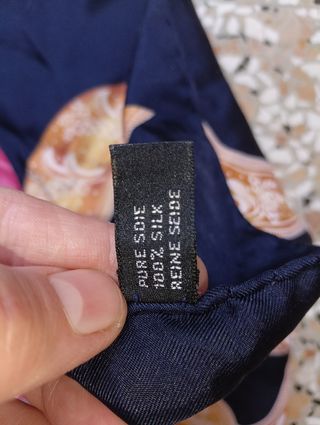 PURE SOIE
100% SILK
REINE SEIDE